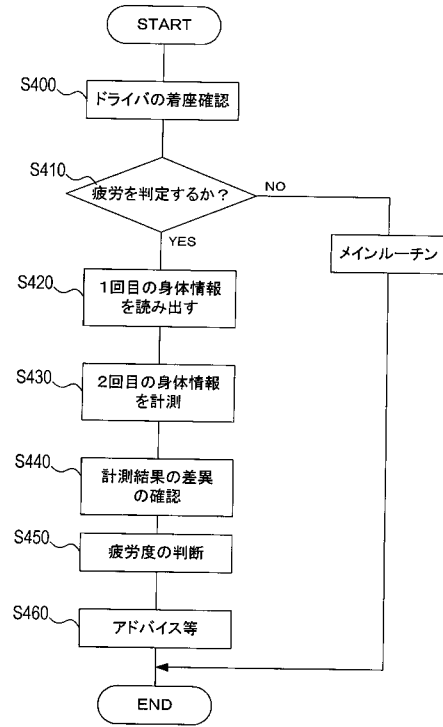 START
S400
ドライバの着座確認
S410
疲労を判定するか？
NO
YES
メインルーチン
S420
1回目の身体情報
を読み出す
S430
2回目の身体情報
を計測
S440
計測結果の差異
の確認
S450
疲労度の判断
S460
アドバイス等
END